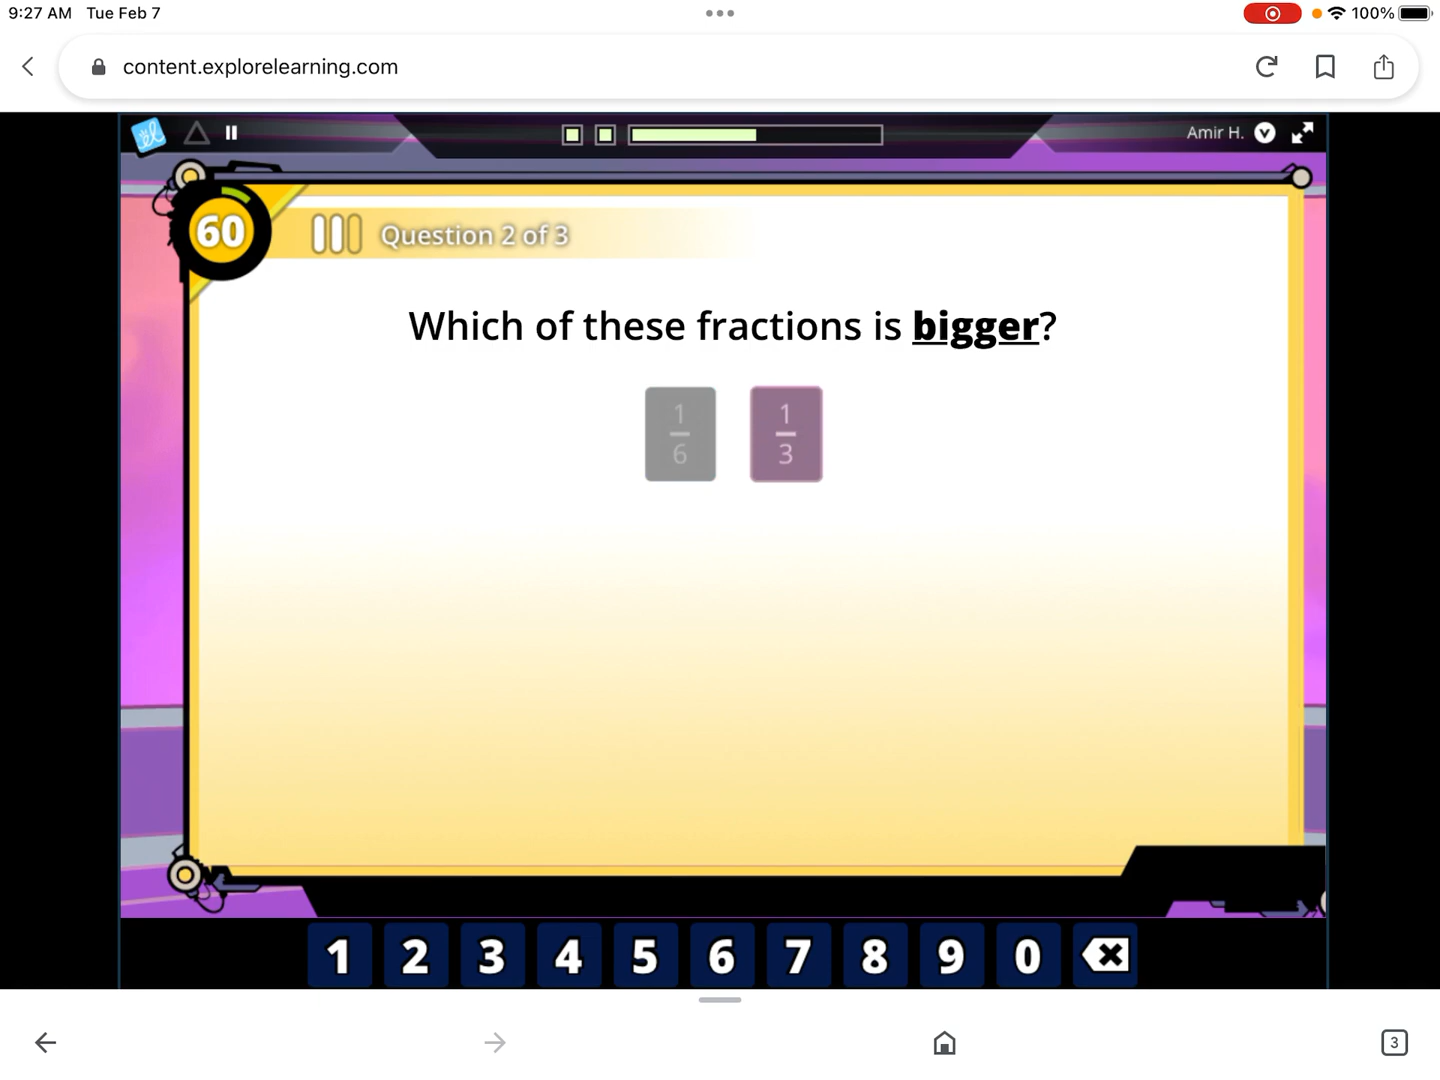 9:27 AM Tue Feb 7
100%
content.explorelearning.com
Amir H.
60
Question 2 of 3
Which of these fractions is bigger?
1
6
1
3
1 2 3 4 5 6 7 8 9 0
3